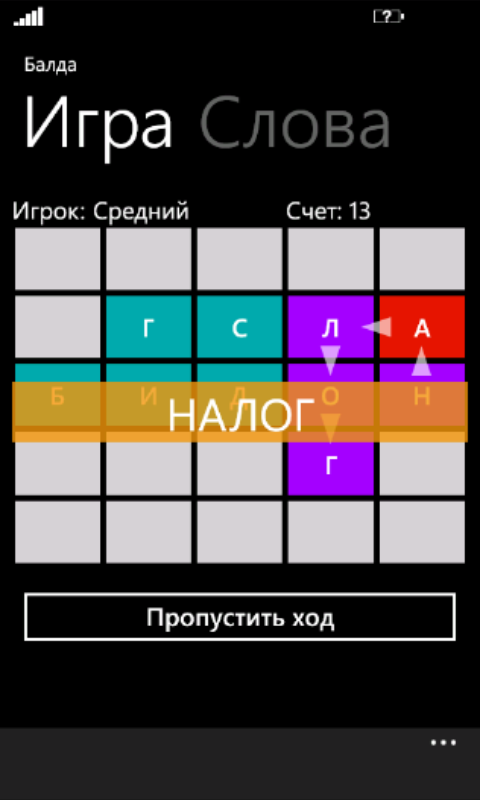 Балда
Игра Слова
Игрок: Средний Счет: 13
Г С Л А
Б И Д О Н
НАЛОГ
Г
Пропустить ход